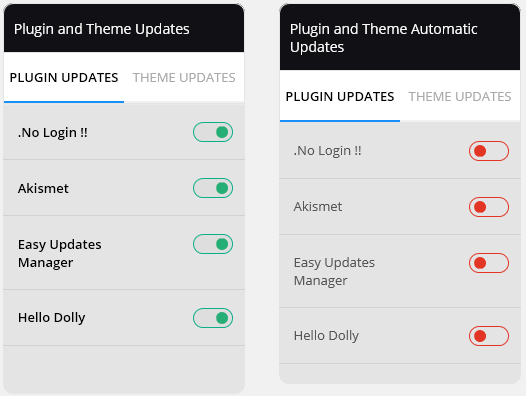 Plugin and Theme Updates
PLUGIN UPDATES THEME UPDATES
.No Login !!
Akismet
Easy Updates
Manager
Hello Dolly
Plugin and Theme Automatic
Updates
PLUGIN UPDATES THEME UPDATES
.No Login !!
Akismet
Easy Updates
Manager
Hello Dolly